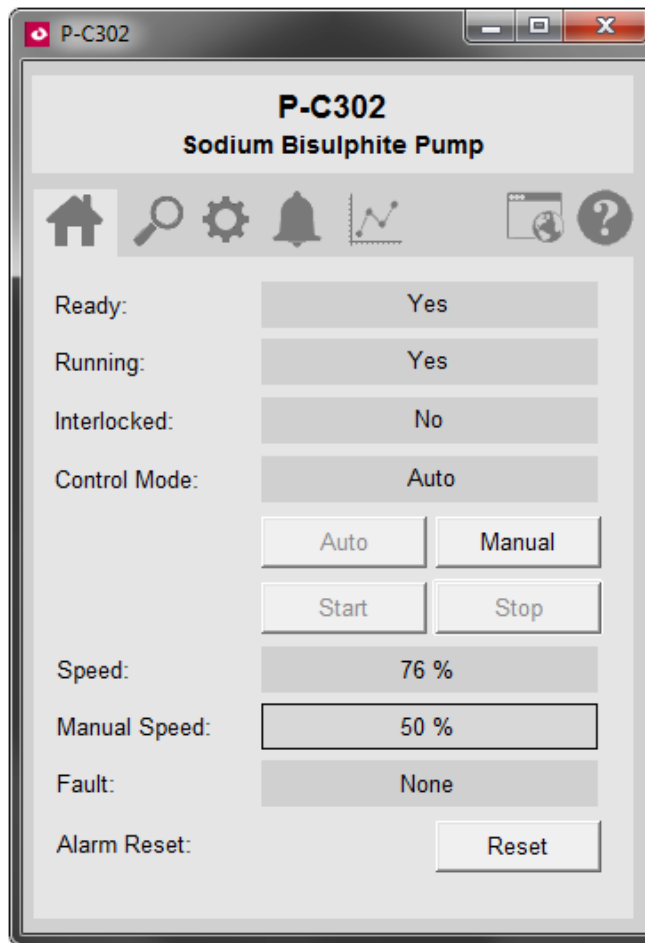 P-C302
P-C302
Sodium Bisulphite Pump
?
Ready: Yes
Running: Yes
Interlocked: No
Control Mode: Auto
Auto Manual
Start Stop
Speed: 76 %
Manual Speed: 50 %
Fault: None
Alarm Reset: Reset